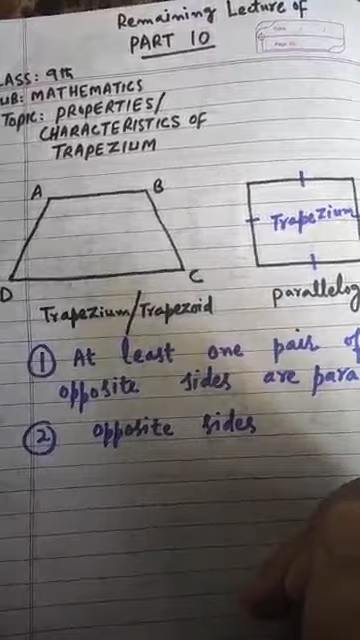 Remaining Lecture of
PART 10
CLASS: 9th
SUB: MATHEMATICS
Topic: PROPERTIES/
CHARACTERISTICS OF
TRAPEZIUM
A B
Trapezium
D C
Trapezium/Trapezoid parallelog
① At least one pair of
opposite sides are para
② opposite sides